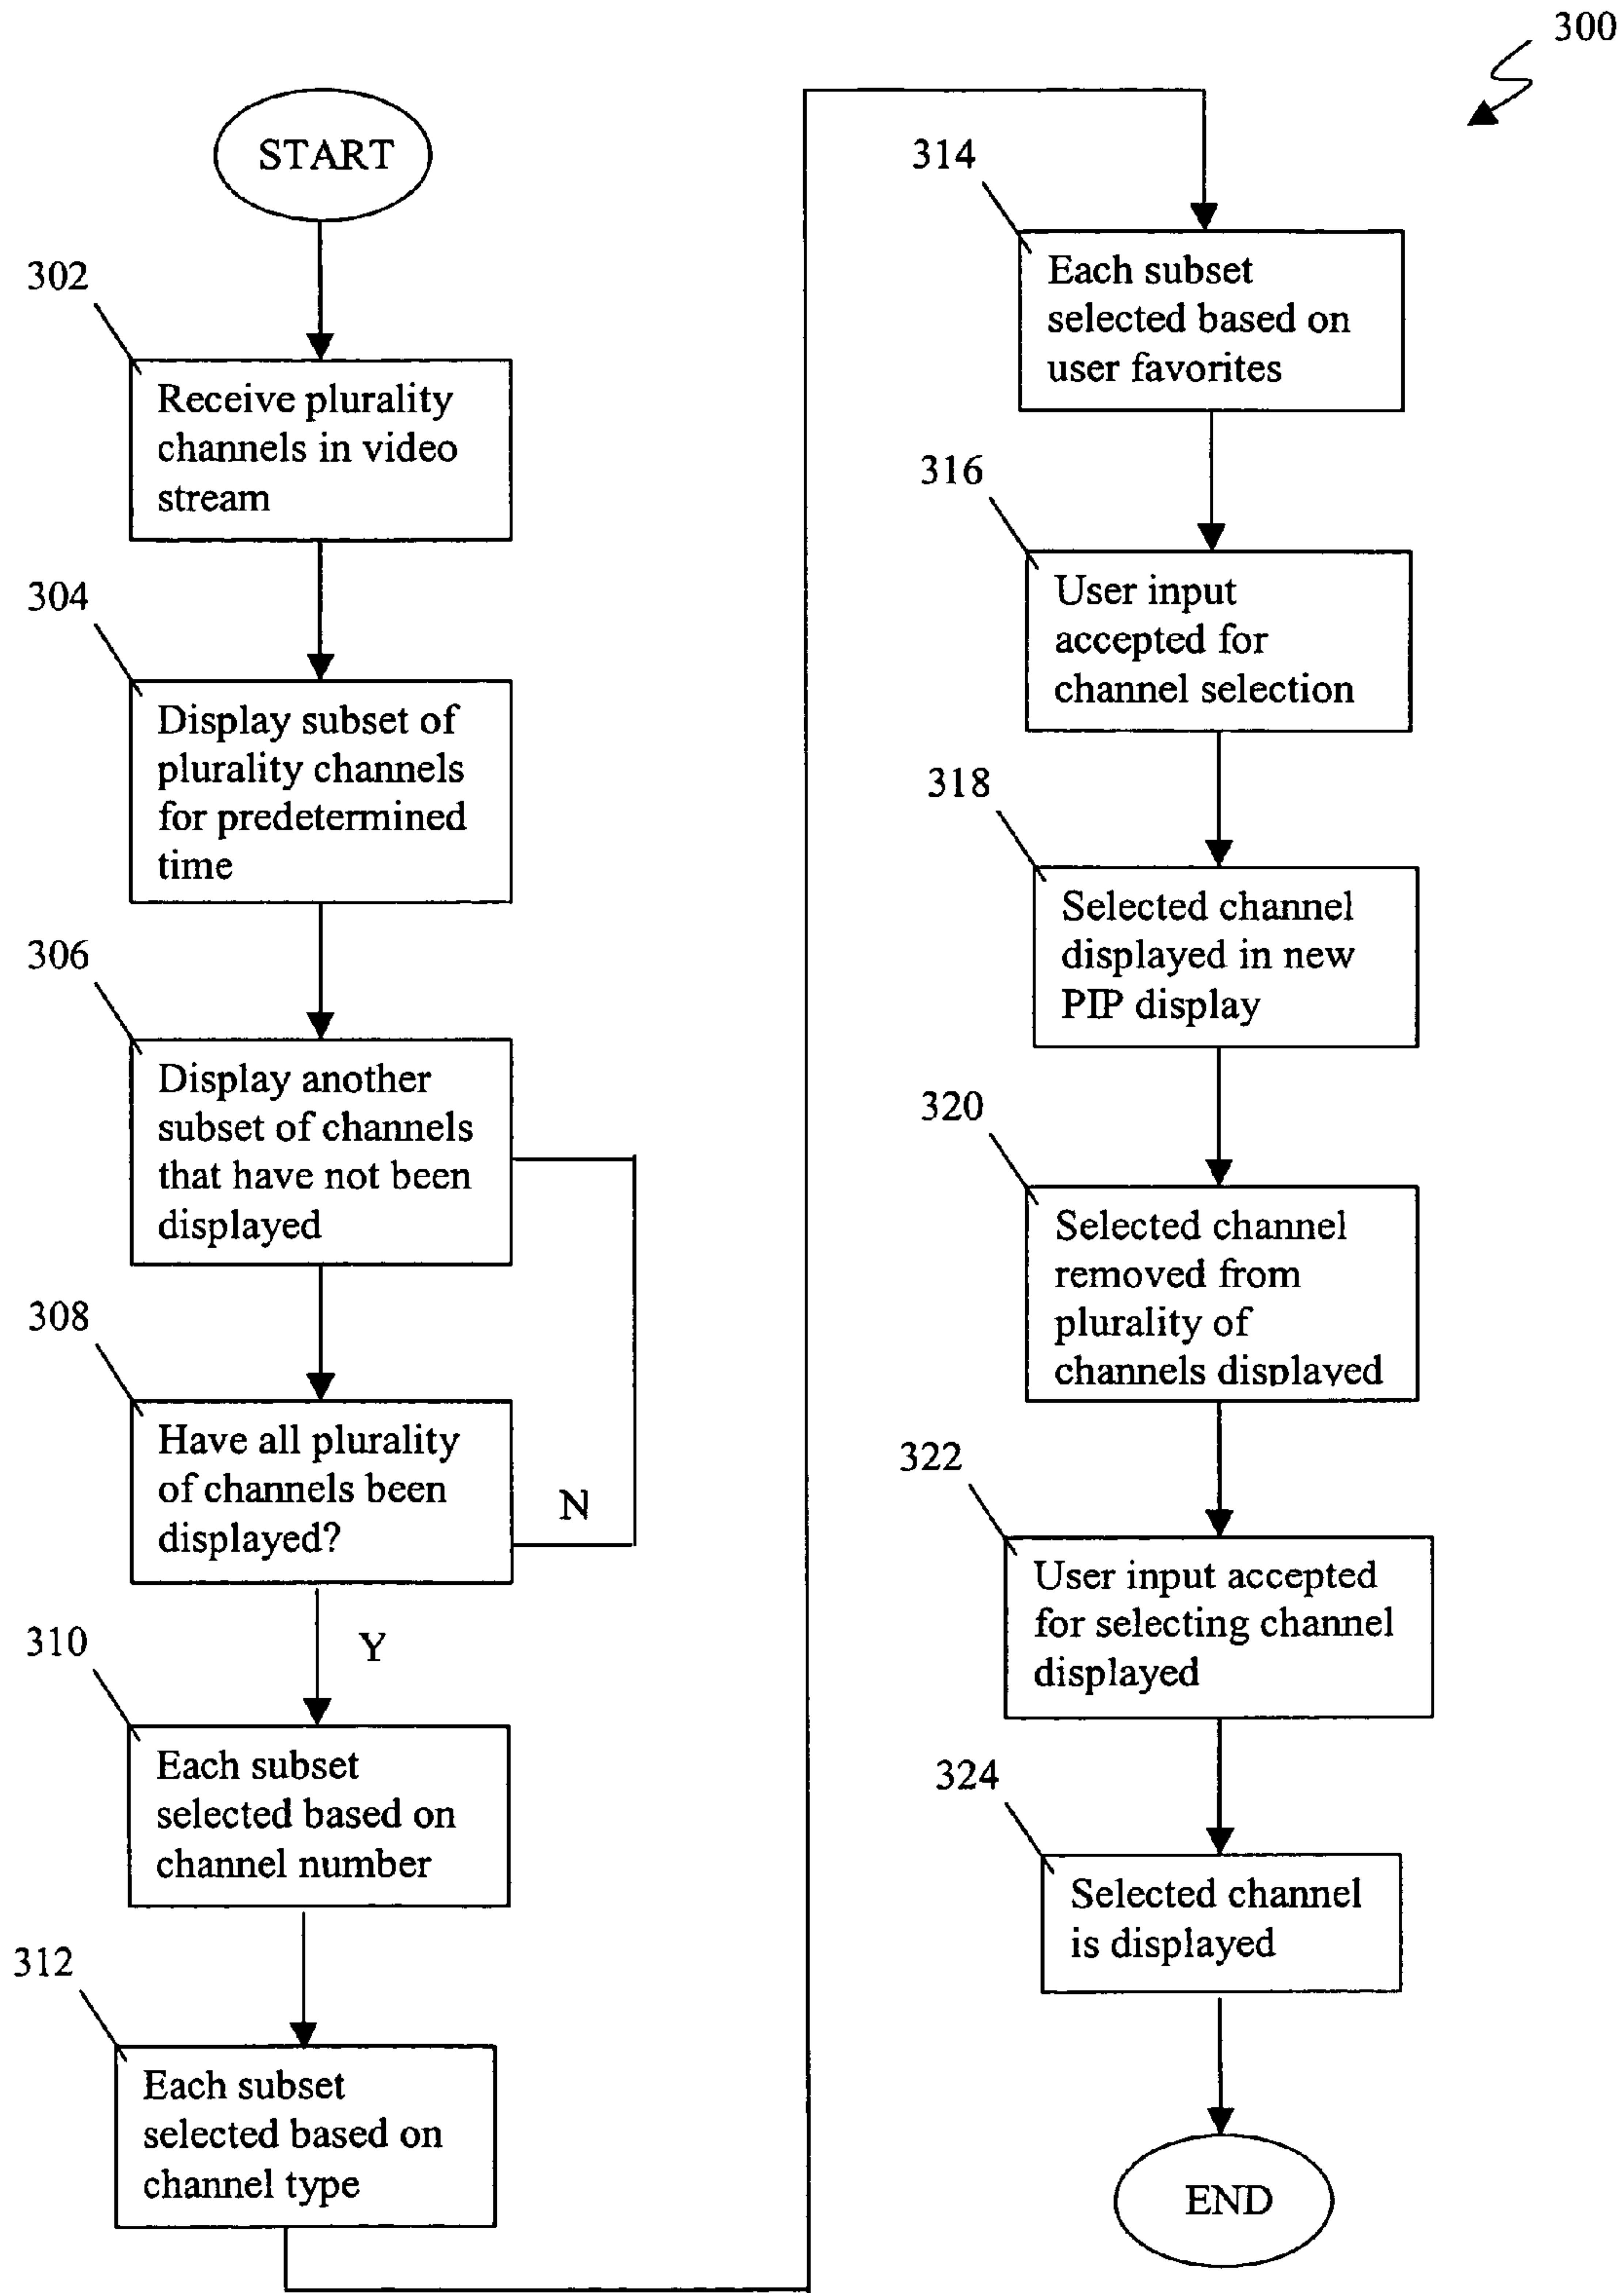 300
START
302
Receive plurality
channels in video
stream
304
Display subset of
plurality channels
for predetermined
time
306
Display another
subset of channels
that have not been
displayed
308
Have all plurality
of channels been
displayed?
N
Y
310
Each subset
selected based on
channel number
312
Each subset
selected based on
channel type
314
Each subset
selected based on
user favorites
316
User input
accepted for
channel selection
318
Selected channel
displayed in new
PIP display
320
Selected channel
removed from
plurality of
channels displayed
322
User input accepted
for selecting channel
displayed
324
Selected channel
is displayed
END